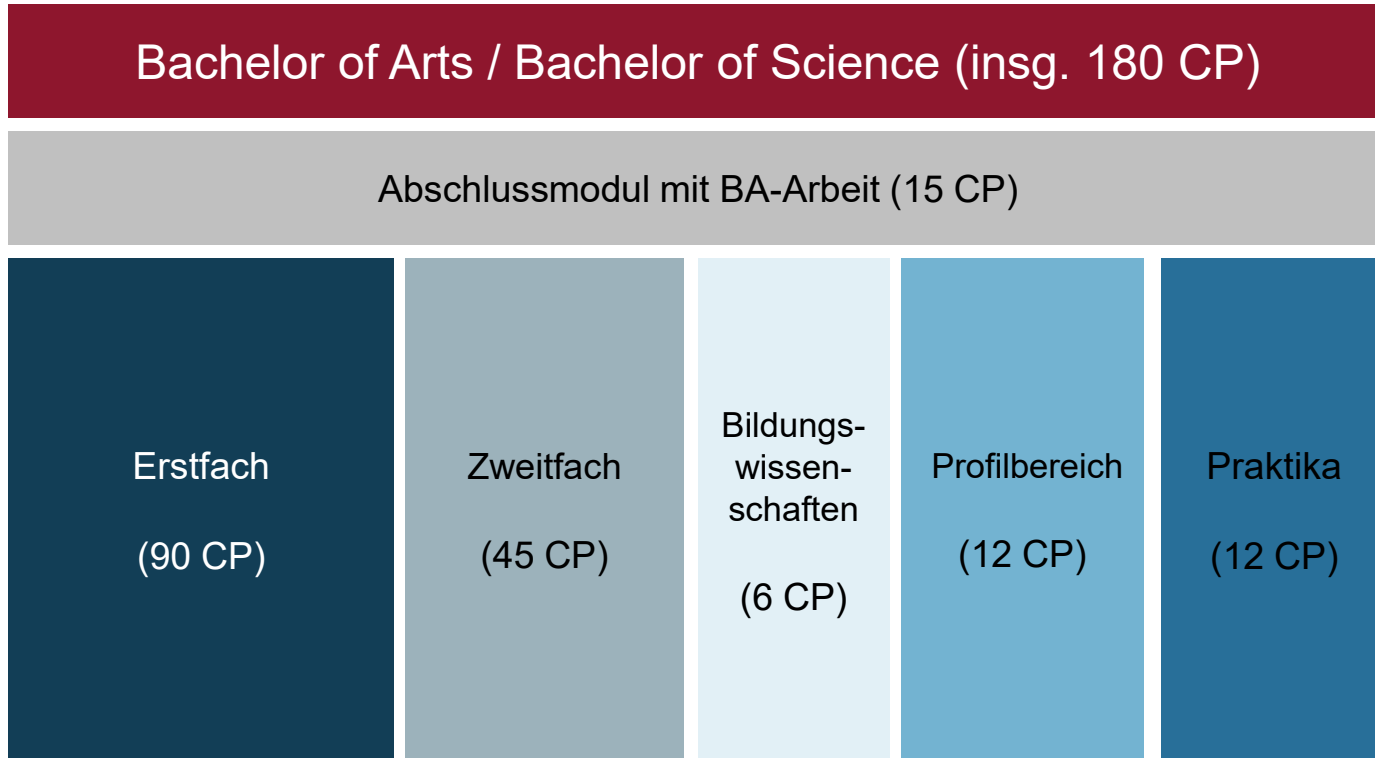 Bachelor of Arts / Bachelor of Science (insg. 180 CP)
Abschlussmodul mit BA-Arbeit (15 CP)
Erstfach
(90 CP)
Zweitfach
(45 CP)
Bildungs-
wissen-
schaften
(6 CP)
Profilbereich
(12 CP)
Praktika
(12 CP)